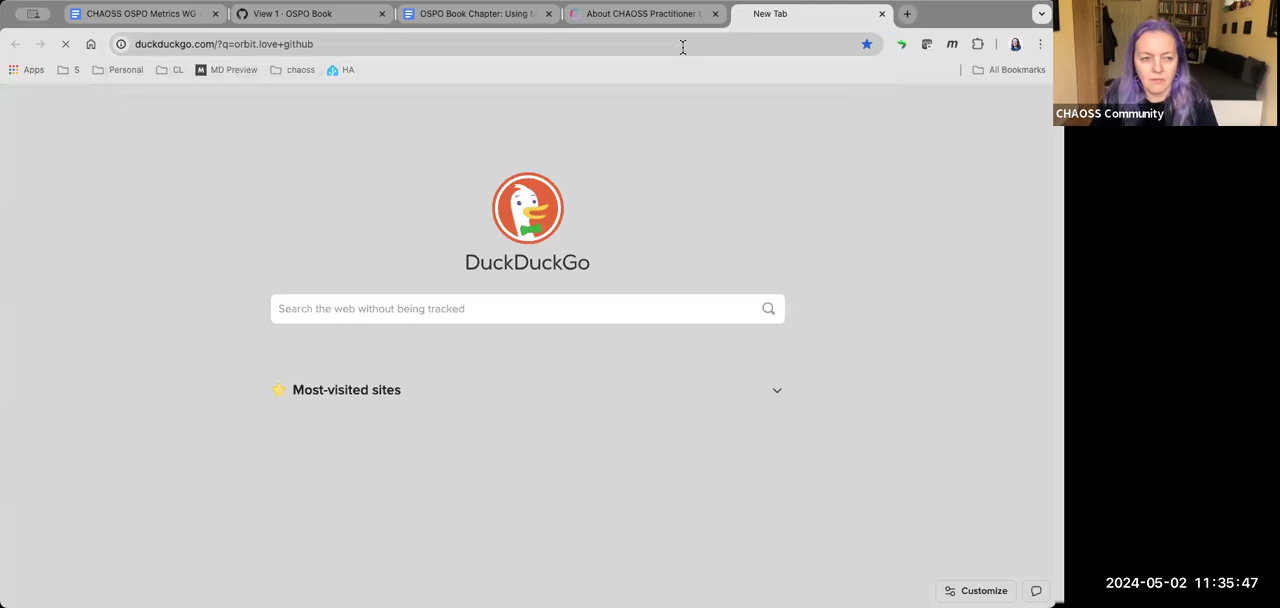 CHAOSS OSPO Metrics WG -
View 1 · OSPO Book
OSPO Book Chapter: Using M
About CHAOSS Practitioner G
New Tab
duckduckgo.com/?q=orbit.love+github
Apps
S
Personal
CL
MD Preview
chaoss
HA
All Bookmarks
CHAOSS Community
DuckDuckGo
Search the web without being tracked
Most-visited sites
Customize
2024-05-02 11:35:47